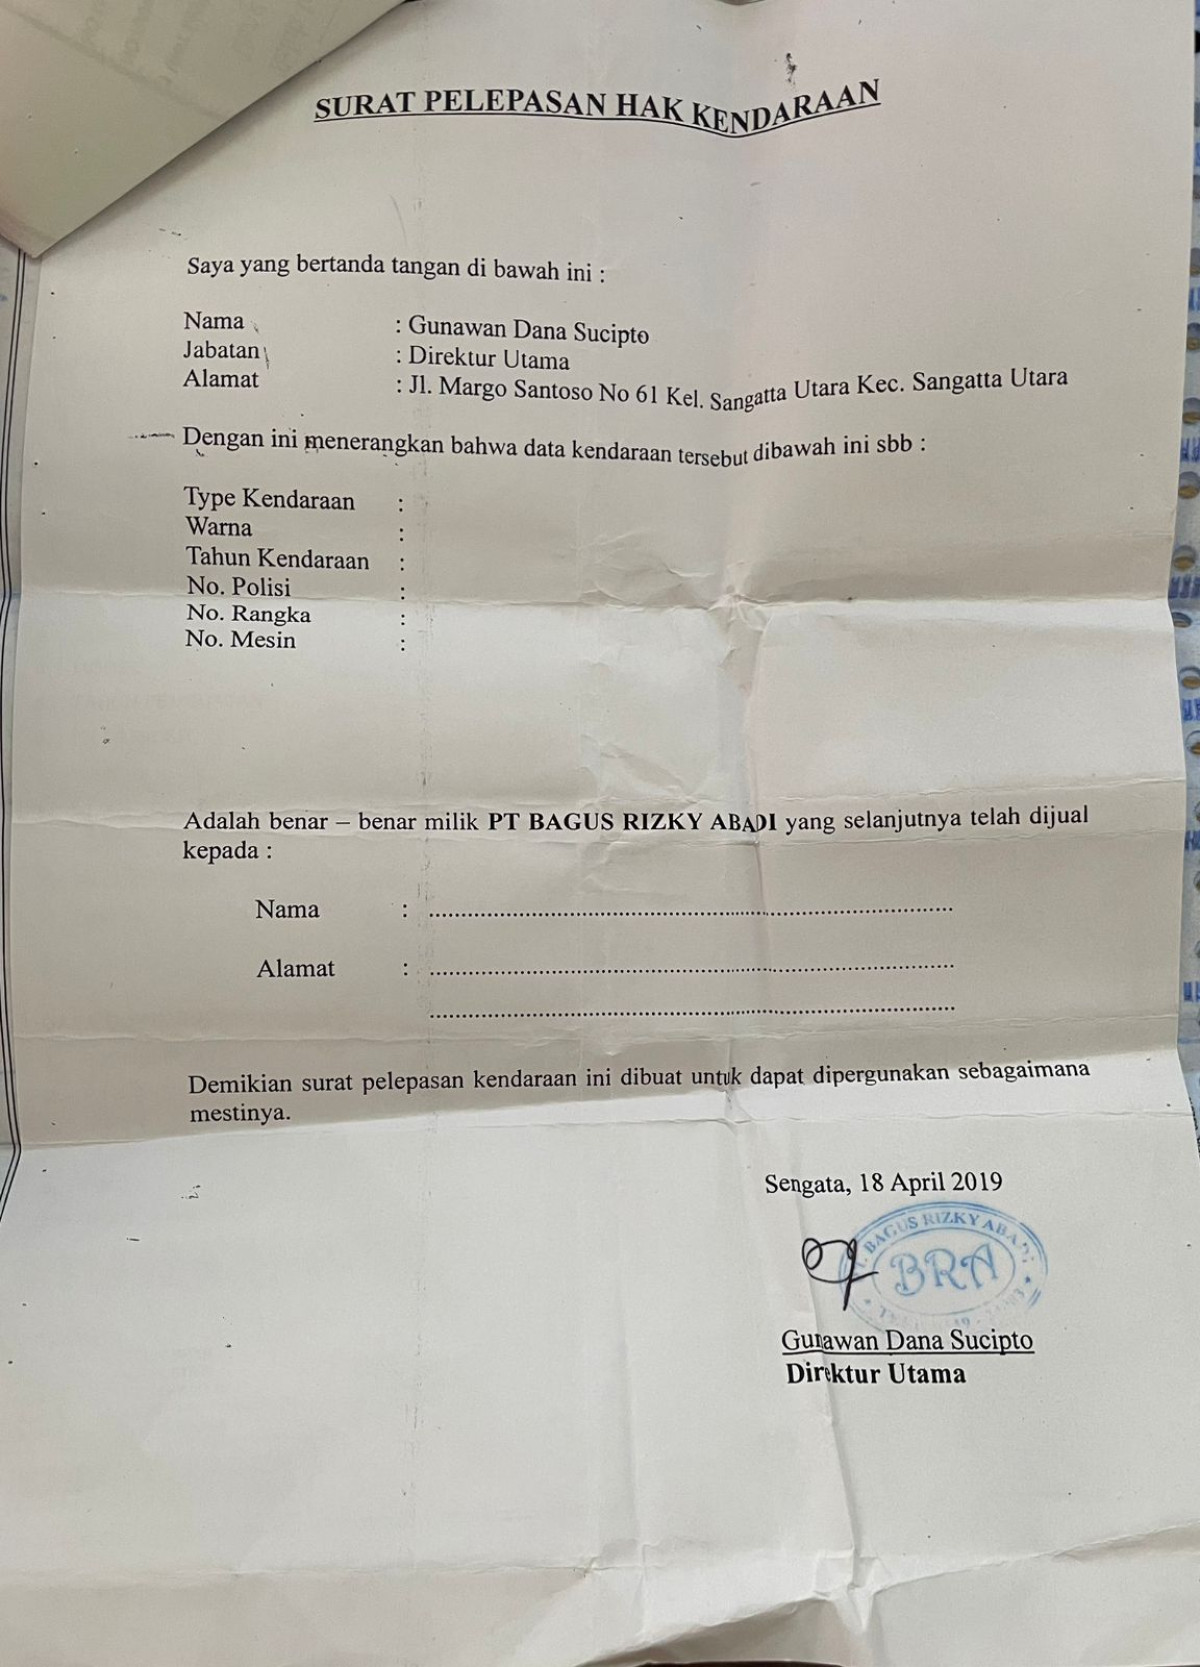 SURAT PELEPASAN HAK KENDARAAN
Saya yang bertanda tangan di bawah ini :
Nama : Gunawan Dana Sucipto
Jabatan : Direktur Utama
Alamat : Jl. Margo Santoso No 61 Kel. Sangatta Utara Kec. Sangatta Utara
Dengan ini menerangkan bahwa data kendaraan tersebut dibawah ini sbb :
Type Kendaraan :
Warna :
Tahun Kendaraan :
No. Polisi :
No. Rangka :
No. Mesin :
Adalah benar – benar milik PT BAGUS RIZKY ABADI yang selanjutnya telah dijual
kepada :
Nama : ................................................................................
Alamat : ................................................................................
................................................................................
Demikian surat pelepasan kendaraan ini dibuat untuk dapat dipergunakan sebagaimana
mestinya.
Sengata, 18 April 2019
BAGUS RIZKY ABADI
BRA
Gunawan Dana Sucipto
Direktur Utama